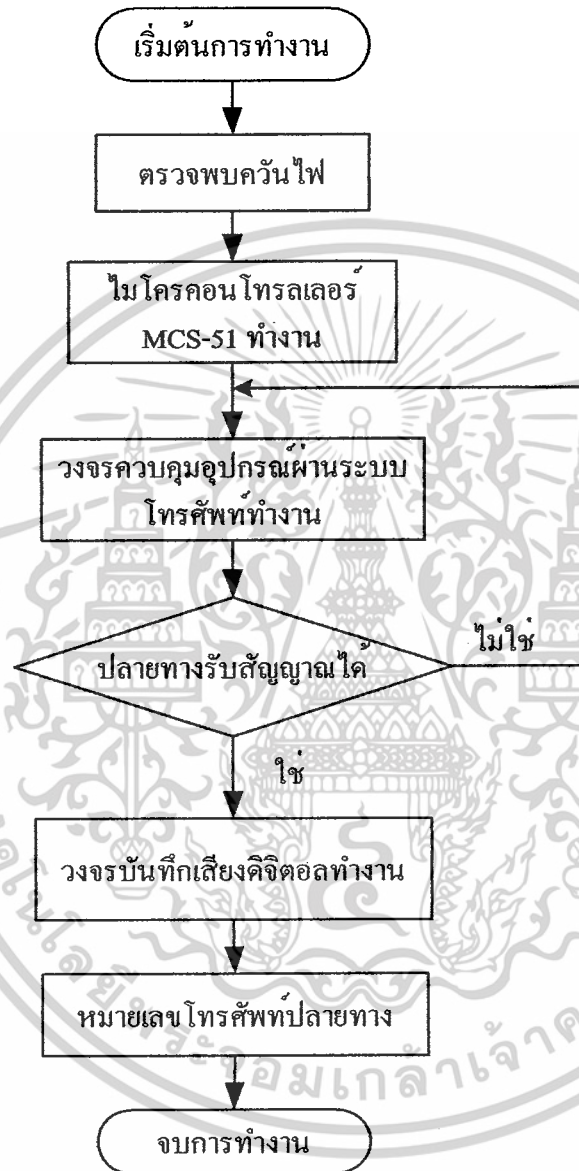 เริ่มต้นการทำงาน
ตรวจพบควันไฟ
ไมโครคอนโทรลเลอร์
MCS-51 ทำงาน
วงจรควบคุมอุปกรณ์ผ่านระบบ
โทรศัพท์ทำงาน
ปลายทางรับสัญญาณได้
ไม่ใช่
ใช่
วงจรบันทึกเสียงดิจิตอลทำงาน
หมายเลขโทรศัพท์ปลายทาง
จบการทำงาน